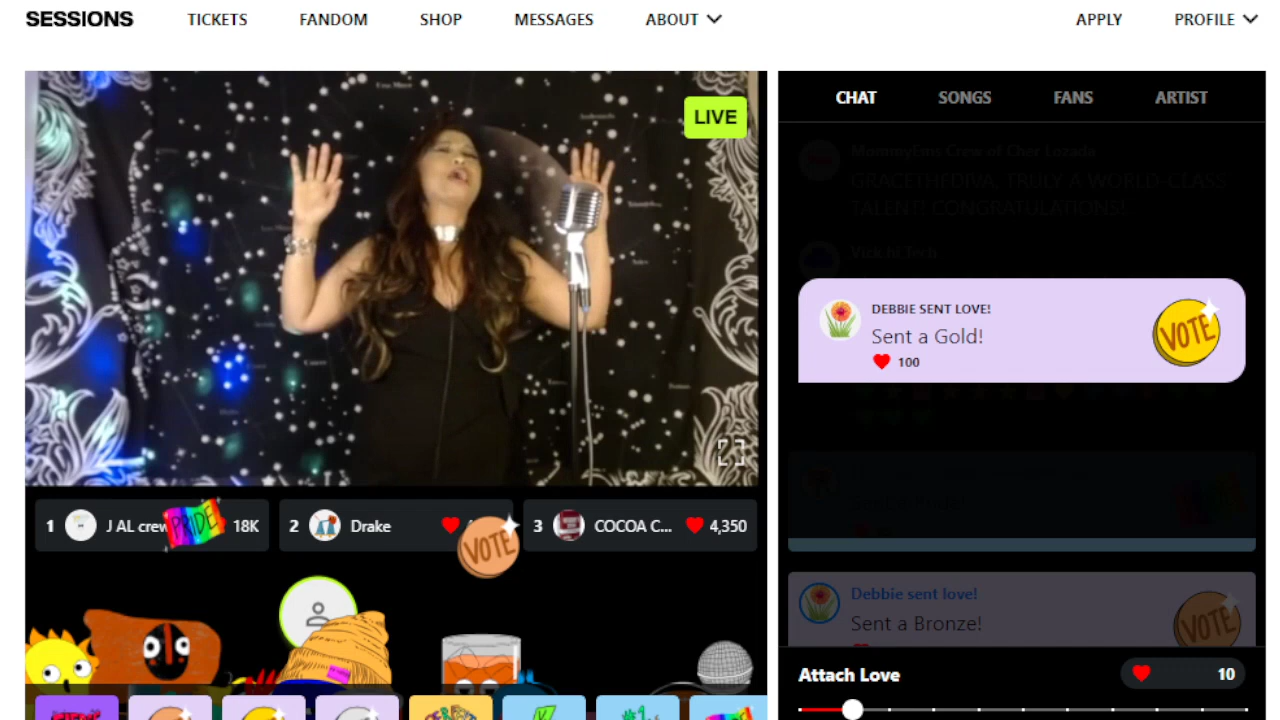 SESSIONS TICKETS FANDOM SHOP MESSAGES ABOUT APPLY PROFILE
LIVE
CHAT SONGS FANS ARTIST
GRACETHEDIVA, TRULY A WORLD-CLASS
TALENT! CONGRATULATIONS!
DEBBIE SENT LOVE!
Sent a Gold!
100
VOTE
1 J AL crew PRIDE 18K
2 Drake
VOTE
3 COCOA C... 4,350
Debbie sent love!
Sent a Bronze!
VOTE
Attach Love 10